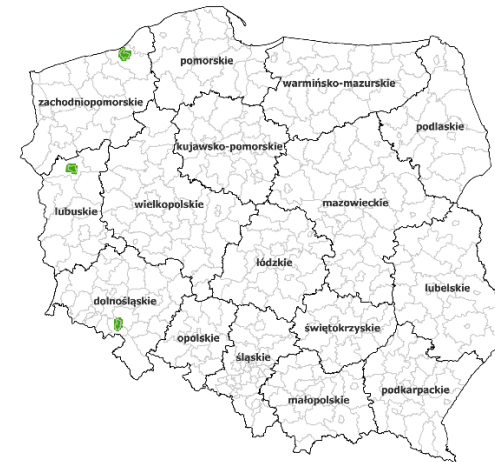 pomorskie
warmińsko-mazurskie
zachodniopomorskie
podlaskie
kujawsko-pomorskie
lubuskie
wielkopolskie
mazowieckie
łódzkie
lubelskie
dolnośląskie
świętokrzyskie
opolskie
śląskie
podkarpackie
małopolskie